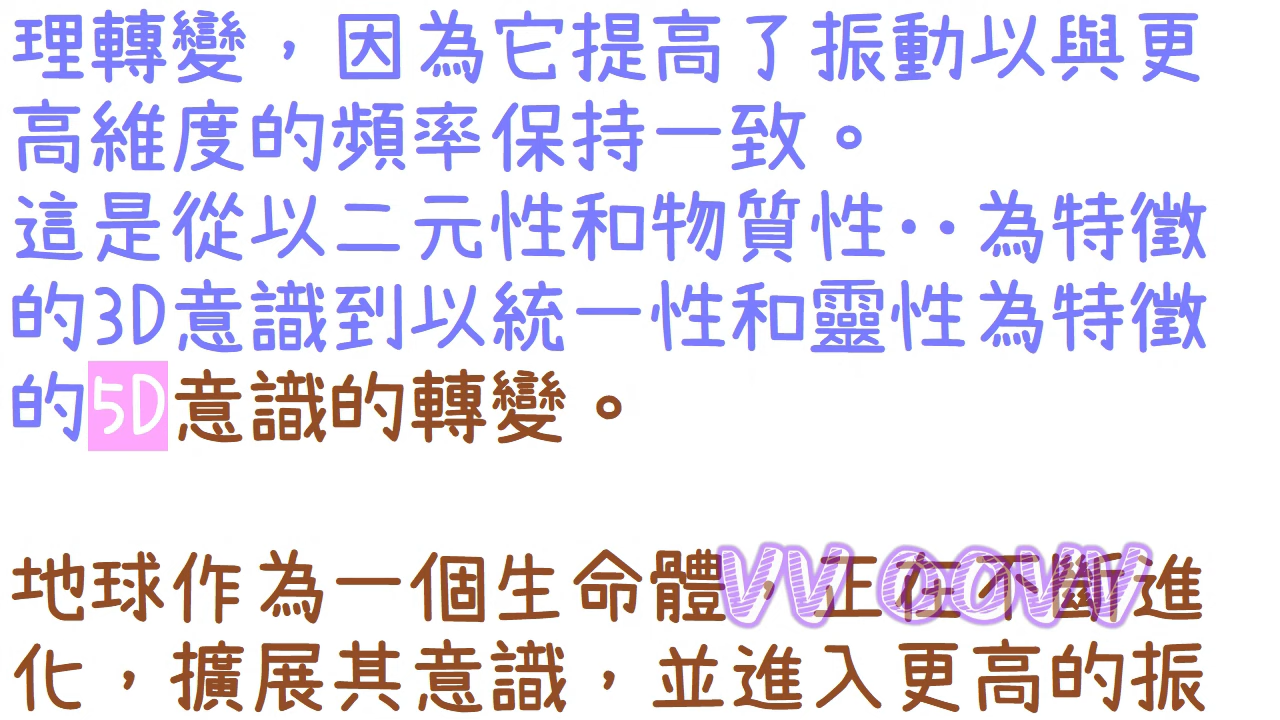 理轉變，因為它提高了振動以與更
高維度的頻率保持一致。
這是從以二元性和物質性··為特徵
的3D意識到以統一性和靈性為特徵
的5D意識的轉變。
地球作為一個生命體，正在不斷進
VV OOVV
化，擴展其意識，並進入更高的振